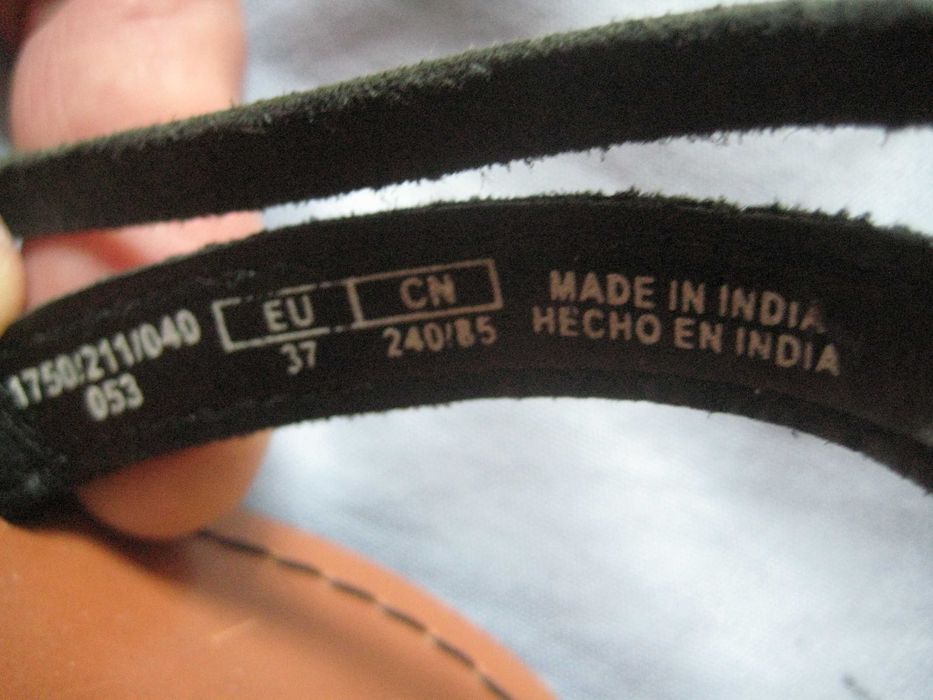 1750/211/040
053
EU CN
37 240/85
MADE IN INDIA
HECHO EN INDIA